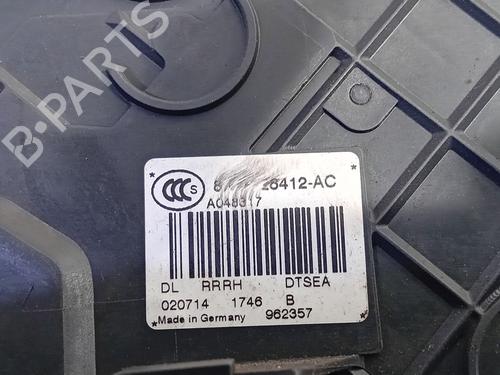 B-PARTS
CCC S
26412-AC
A048317
DL RRRH DTSEA
020714 1746 B
Made in Germany 962357